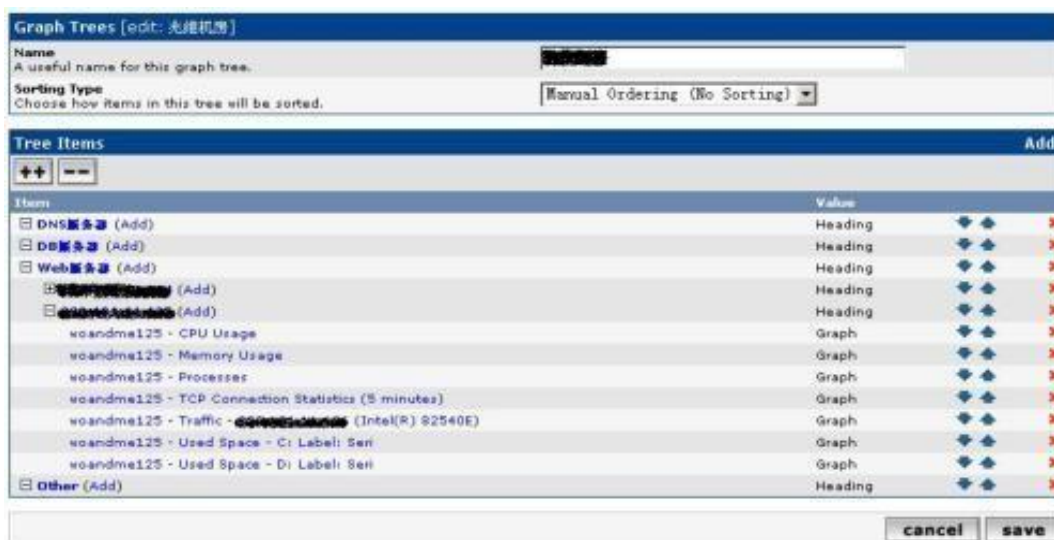 Graph Trees [edit: 光维机房]
Name
A useful name for this graph tree.
Sorting Type
Choose how items in this tree will be sorted.
Manual Ordering (No Sorting)
Tree Items Add
++ --
Item Value
DNS服务器 (Add) Heading
DB服务器 (Add) Heading
Web服务器 (Add) Heading
(Add) Heading
(Add) Heading
woandme125 - CPU Usage Graph
woandme125 - Memory Usage Graph
woandme125 - Processes Graph
woandme125 - TCP Connection Statistics (5 minutes) Graph
woandme125 - Traffic - (Intel(R) 82540E) Graph
woandme125 - Used Space - C: Label: Seri Graph
woandme125 - Used Space - D: Label: Seri Graph
Other (Add) Heading
cancel save